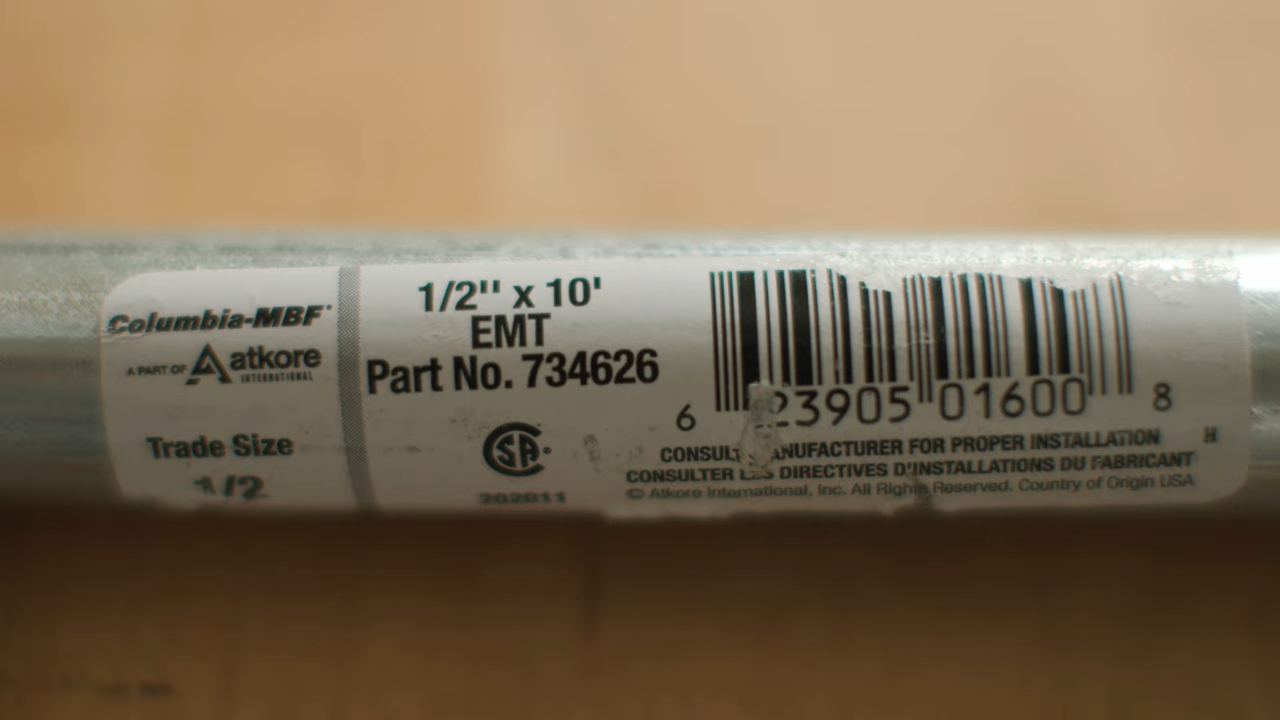 Columbia-MBF
A PART OF atkore
INTERNATIONAL
Trade Size
1/2
1/2" x 10'
EMT
Part No. 734626
CSA
202011
6 23905 01600 8
CONSULT MANUFACTURER FOR PROPER INSTALLATION
H
CONSULTER LES DIRECTIVES D'INSTALLATIONS DU FABRICANT
© Atkore International, Inc. All Rights Reserved. Country of Origin USA